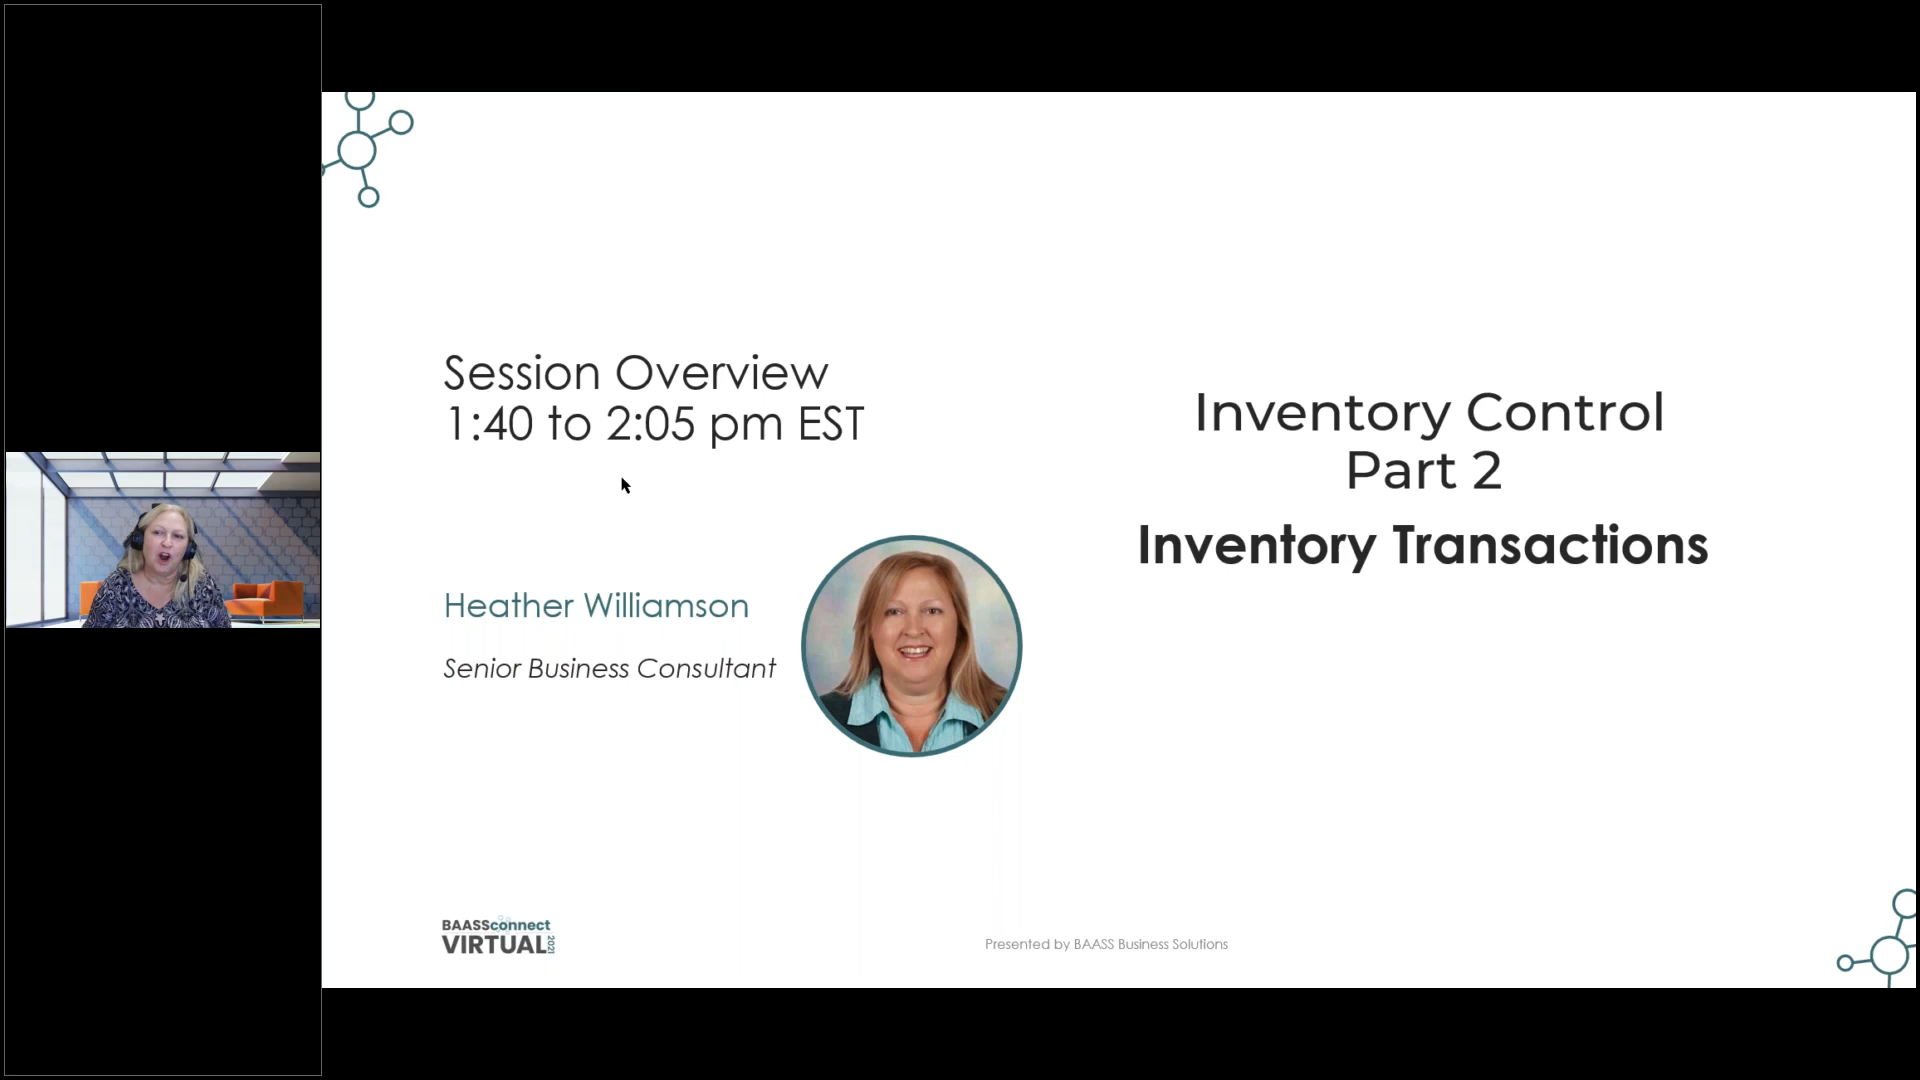 Session Overview
1:40 to 2:05 pm EST
Heather Williamson
Senior Business Consultant
Inventory Control
Part 2
Inventory Transactions
BAASSconnect
VIRTUAL 2021
Presented by BAASS Business Solutions